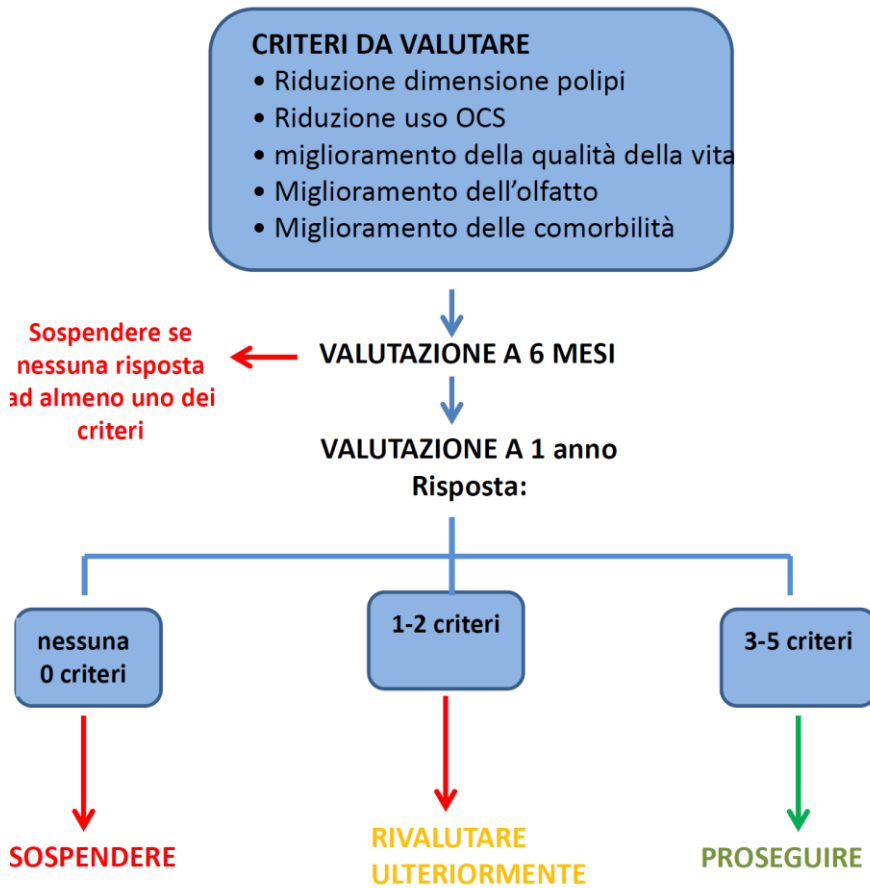 CRITERI DA VALUTARE
• Riduzione dimensione polipi
• Riduzione uso OCS
• miglioramento della qualità della vita
• Miglioramento dell'olfatto
• Miglioramento delle comorbilità
Sospendere se
nessuna risposta
ad almeno uno dei
criteri
VALUTAZIONE A 6 MESI
VALUTAZIONE A 1 anno
Risposta:
nessuna
0 criteri
1-2 criteri
3-5 criteri
SOSPENDERE
RIVALUTARE
ULTERIORMENTE
PROSEGUIRE